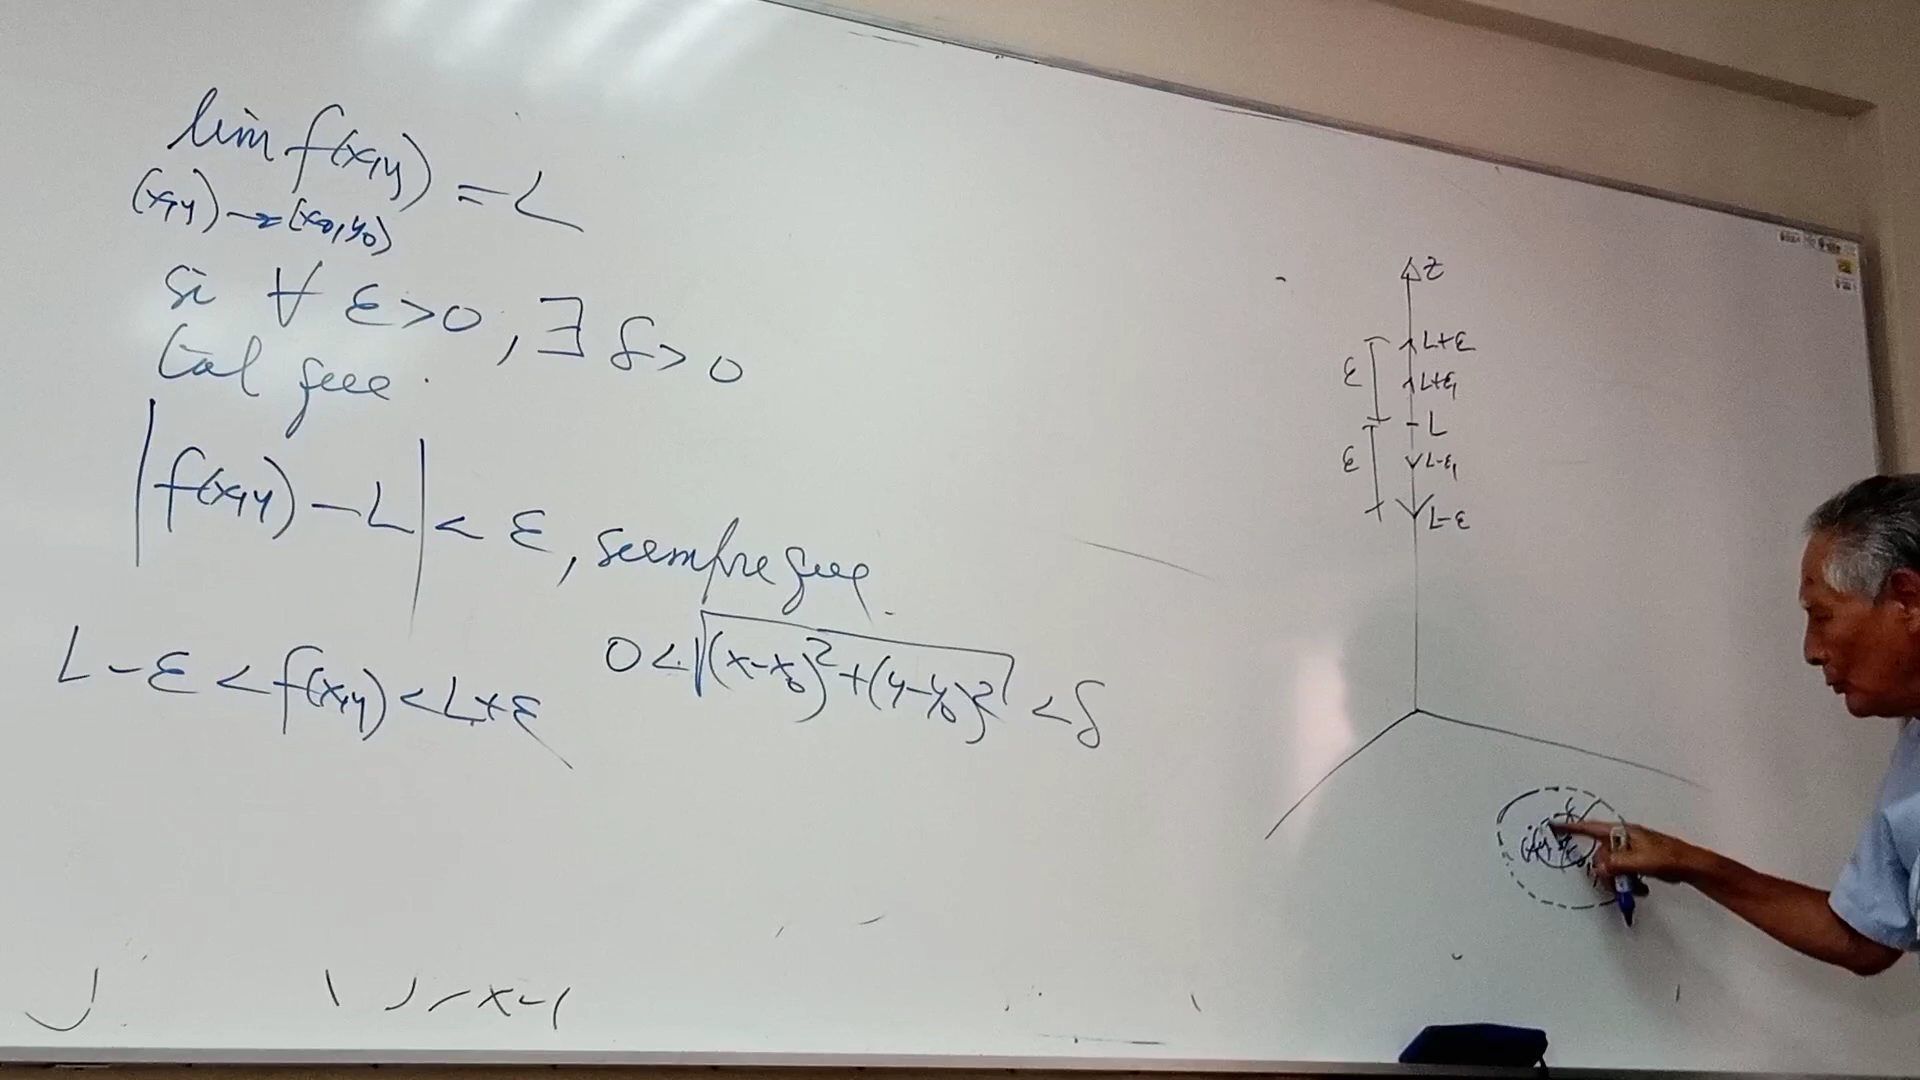 lim f(x,y) = L
(x,y)→(x₀,y₀)
si ∀ ε>0, ∃ δ>0
tal que
|f(x,y) – L| < ε, siempre que
L – ε < f(x,y) < L + ε
0 < √(x-x₀)² + (y-y₀)² < δ
z
L+ε
ε
L+ε₁
L
ε
L-ε₁
L-ε